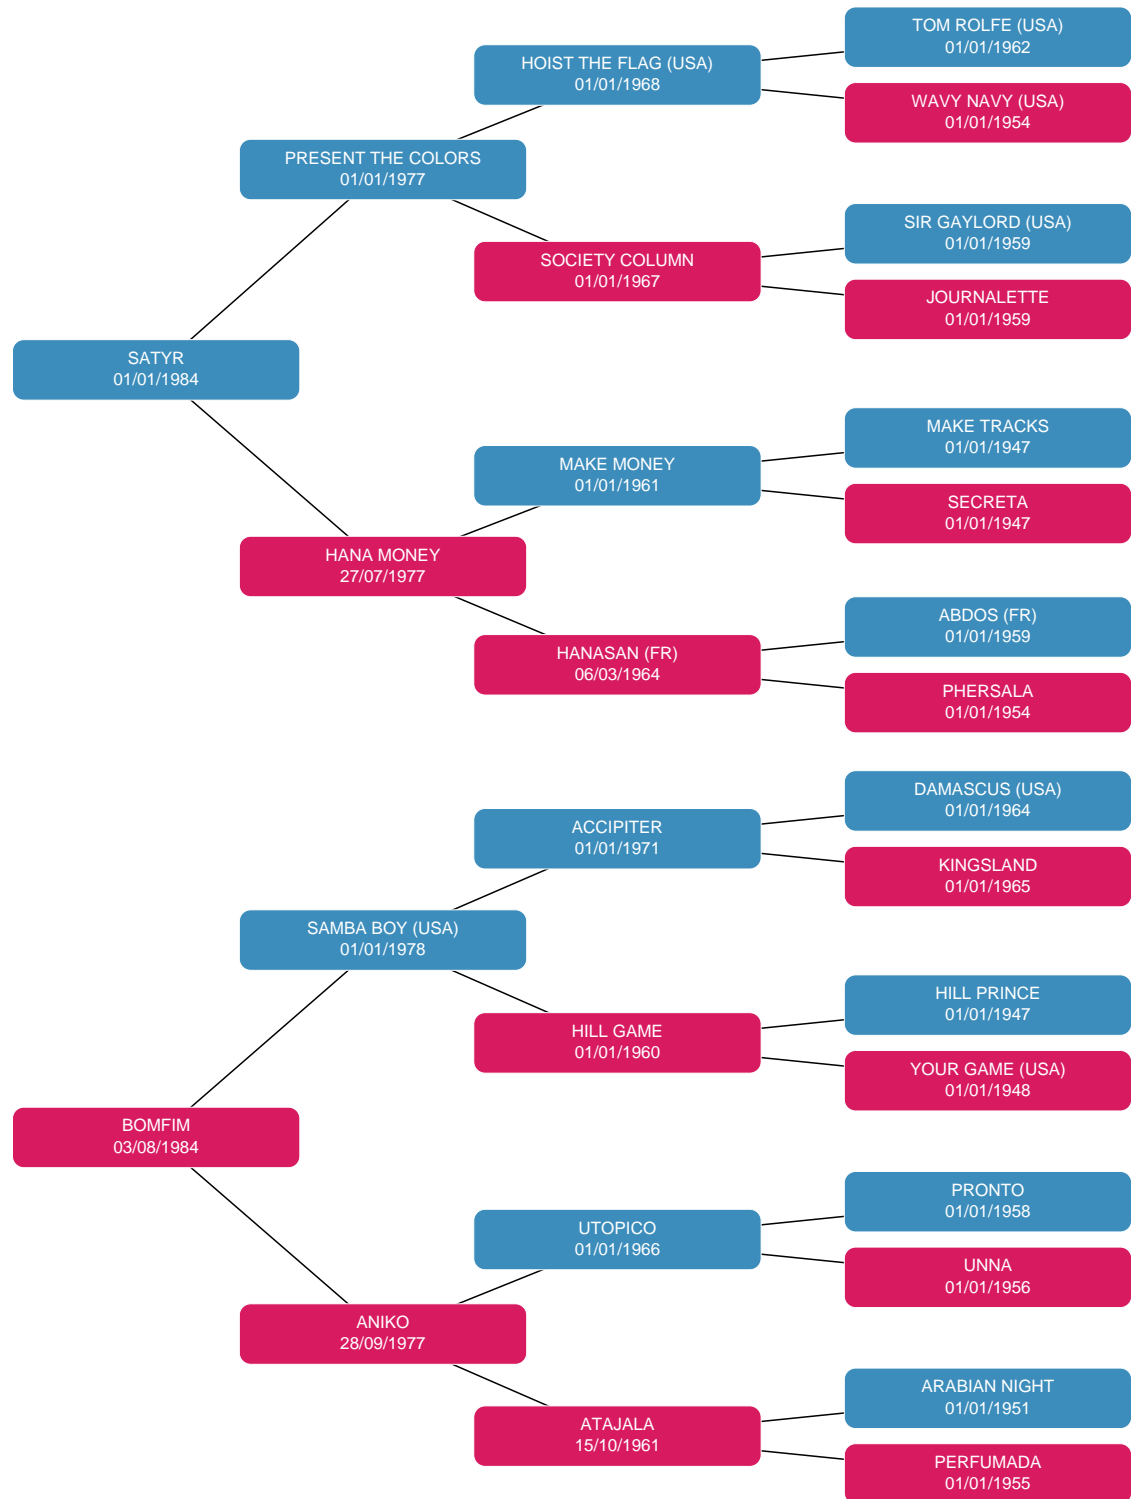 TOM ROLFE (USA)
01/01/1962
HOIST THE FLAG (USA)
01/01/1968
WAVY NAVY (USA)
01/01/1954
PRESENT THE COLORS
01/01/1977
SIR GAYLORD (USA)
01/01/1959
SOCIETY COLUMN
01/01/1967
JOURNALETTE
01/01/1959
SATYR
01/01/1984
MAKE TRACKS
01/01/1947
MAKE MONEY
01/01/1961
SECRETA
01/01/1947
HANA MONEY
27/07/1977
ABDOS (FR)
01/01/1959
HANASAN (FR)
06/03/1964
PHERSALA
01/01/1954
DAMASCUS (USA)
01/01/1964
ACCIPITER
01/01/1971
KINGSLAND
01/01/1965
SAMBA BOY (USA)
01/01/1978
HILL PRINCE
01/01/1947
HILL GAME
01/01/1960
YOUR GAME (USA)
01/01/1948
BOMFIM
03/08/1984
PRONTO
01/01/1958
UTOPICO
01/01/1966
UNNA
01/01/1956
ANIKO
28/09/1977
ARABIAN NIGHT
01/01/1951
ATAJALA
15/10/1961
PERFUMADA
01/01/1955